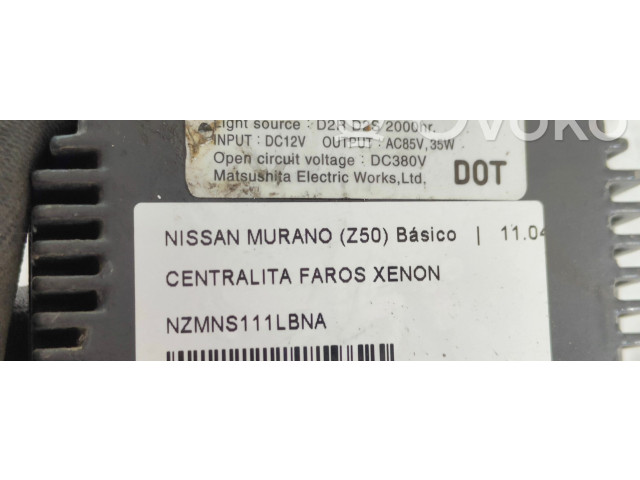 Light source : D2R D2S/2000hr.
INPUT : DC12V OUTPUT : AC85V,35W
Open circuit voltage : DC380V
Matsushita Electric Works,Ltd. DOT
NISSAN MURANO (Z50) Básico | 11.04
CENTRALITA FAROS XENON
NZMNS111LBNA